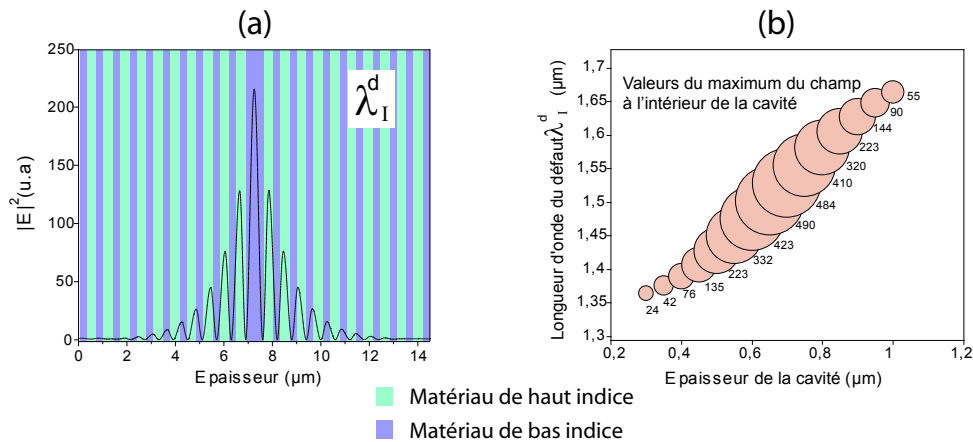 (a)
250
200
150
100
50
0
|E|²(u.a)
λ_I^d
0 2 4 6 8 10 12 14
Epaisseur (µm)
(b)
1,7
1,65
1,6
1,55
1,5
1,45
1,4
1,35
1,3
Longueur d'onde du défaut λ_I^d (µm)
Valeurs du maximum du champ
à l'intérieur de la cavité
55
90
144
223
320
410
484
490
423
332
223
135
76
42
24
0,2 0,4 0,6 0,8 1 1,2
Epaisseur de la cavité (µm)
Matériau de haut indice
Matériau de bas indice